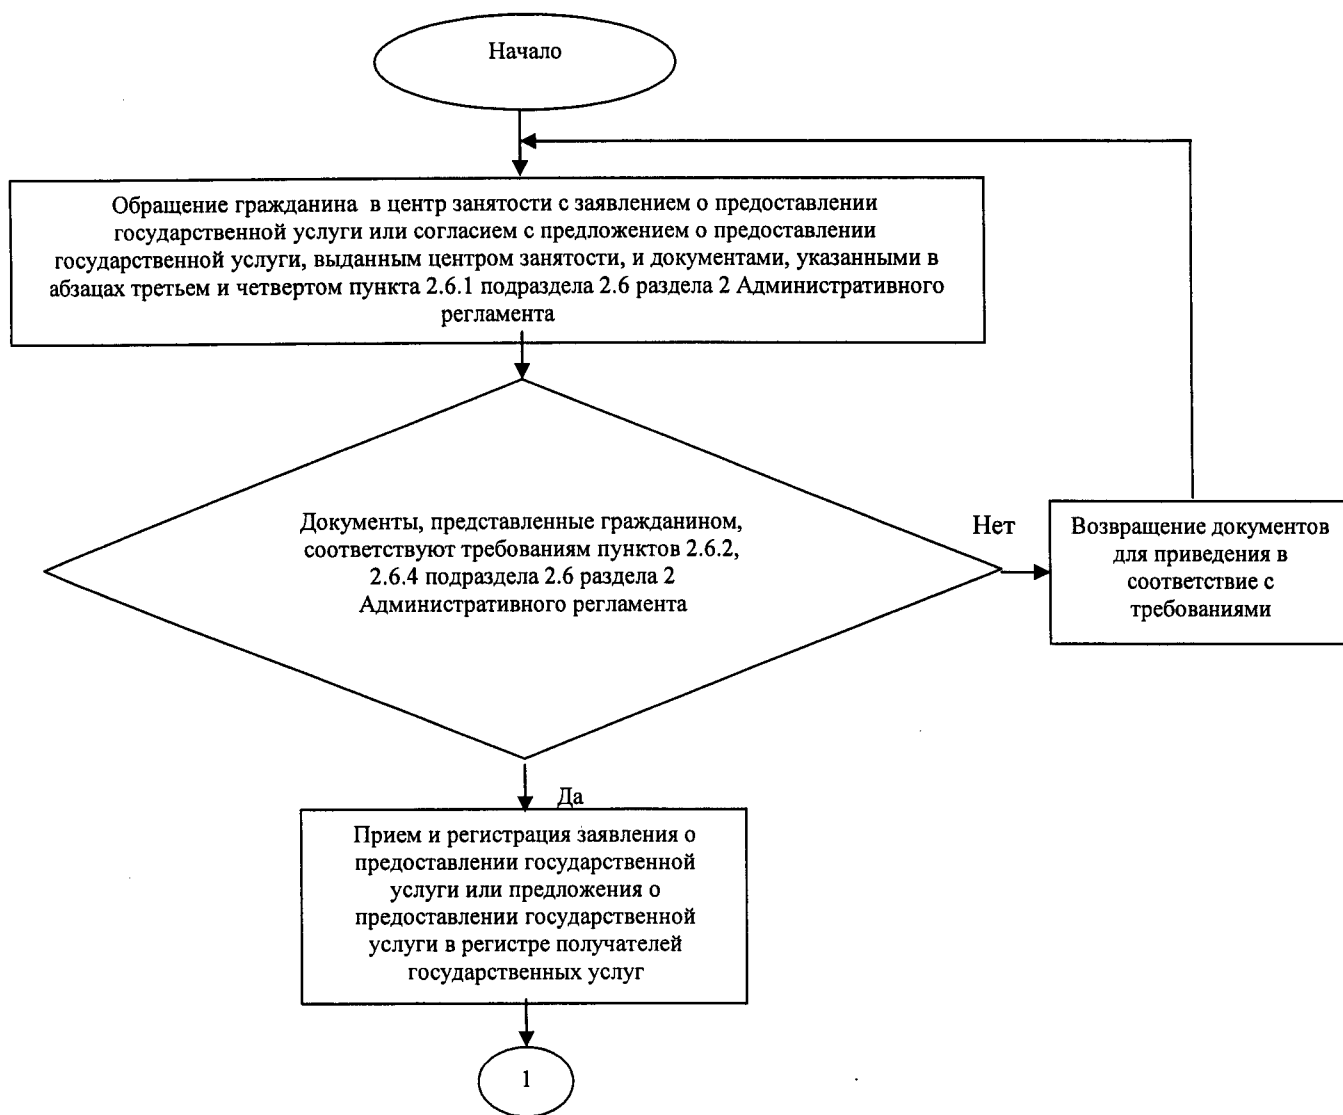 Начало
Обращение гражданина в центр занятости с заявлением о предоставлении
государственной услуги или согласием с предложением о предоставлении
государственной услуги, выданным центром занятости, и документами, указанными в
абзацах третьем и четвертом пункта 2.6.1 подраздела 2.6 раздела 2 Административного
регламента
Документы, представленные гражданином,
соответствуют требованиям пунктов 2.6.2,
2.6.4 подраздела 2.6 раздела 2
Административного регламента
Нет
Возвращение документов
для приведения в
соответствие с
требованиями
Да
Прием и регистрация заявления о
предоставлении государственной
услуги или предложения о
предоставлении государственной
услуги в регистре получателей
государственных услуг
1